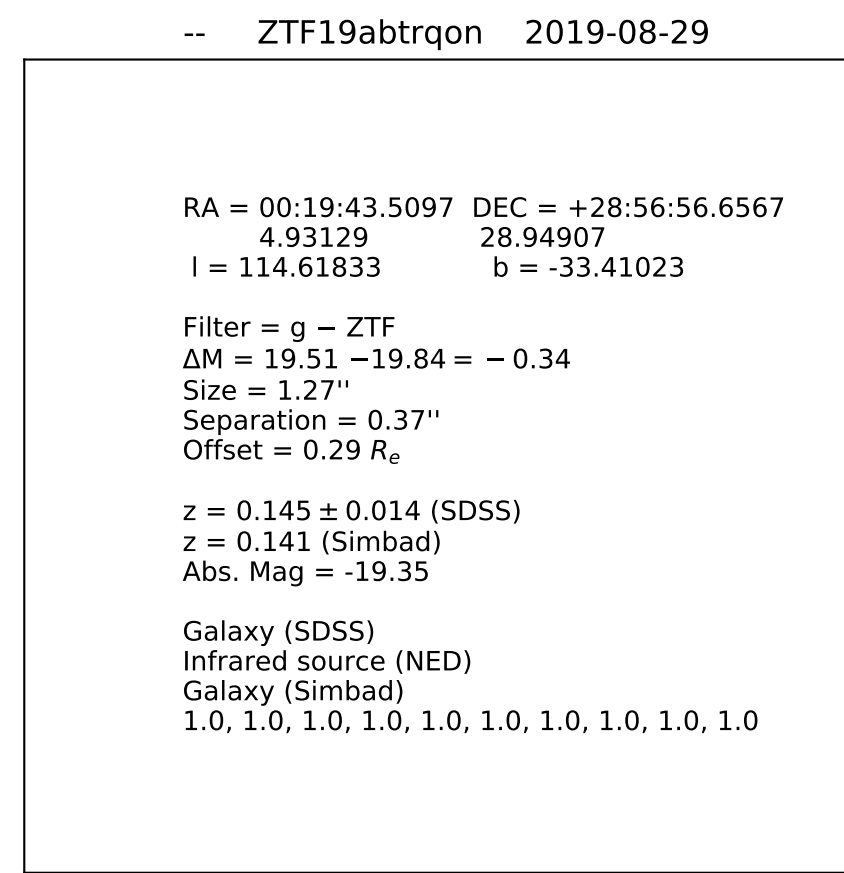 -- ZTF19abtrqon 2019-08-29
RA = 00:19:43.5097 DEC = +28:56:56.6567
4.93129 28.94907
l = 114.61833 b = -33.41023
Filter = g − ZTF
ΔM = 19.51 −19.84 = − 0.34
Size = 1.27''
Separation = 0.37''
Offset = 0.29 Re
z = 0.145 ± 0.014 (SDSS)
z = 0.141 (Simbad)
Abs. Mag = -19.35
Galaxy (SDSS)
Infrared source (NED)
Galaxy (Simbad)
1.0, 1.0, 1.0, 1.0, 1.0, 1.0, 1.0, 1.0, 1.0, 1.0